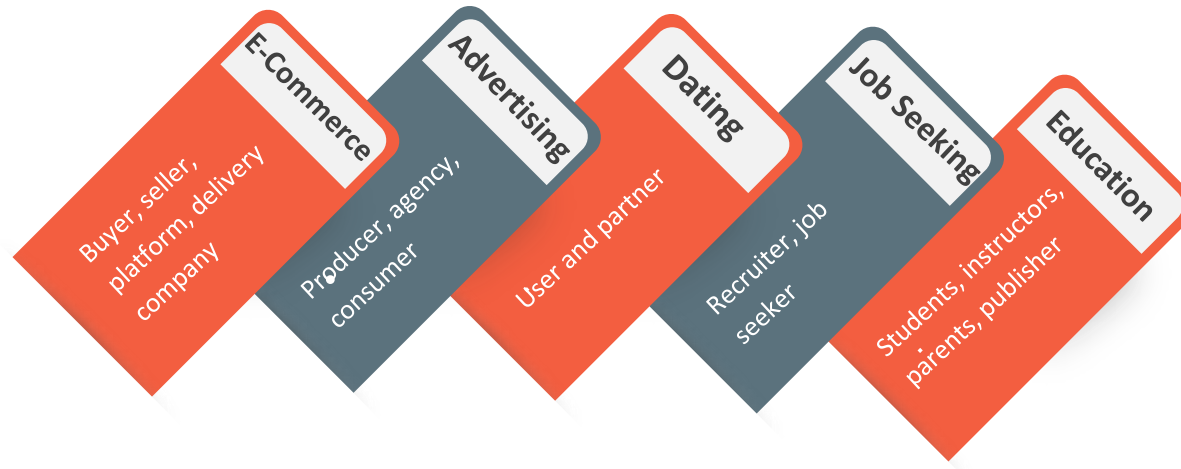 E-Commerce
Buyer, seller,
platform, delivery
company
Advertising
Producer, agency,
consumer
Dating
User and partner
Job Seeking
Recruiter, job
seeker
Education
Students, instructors,
parents, publisher